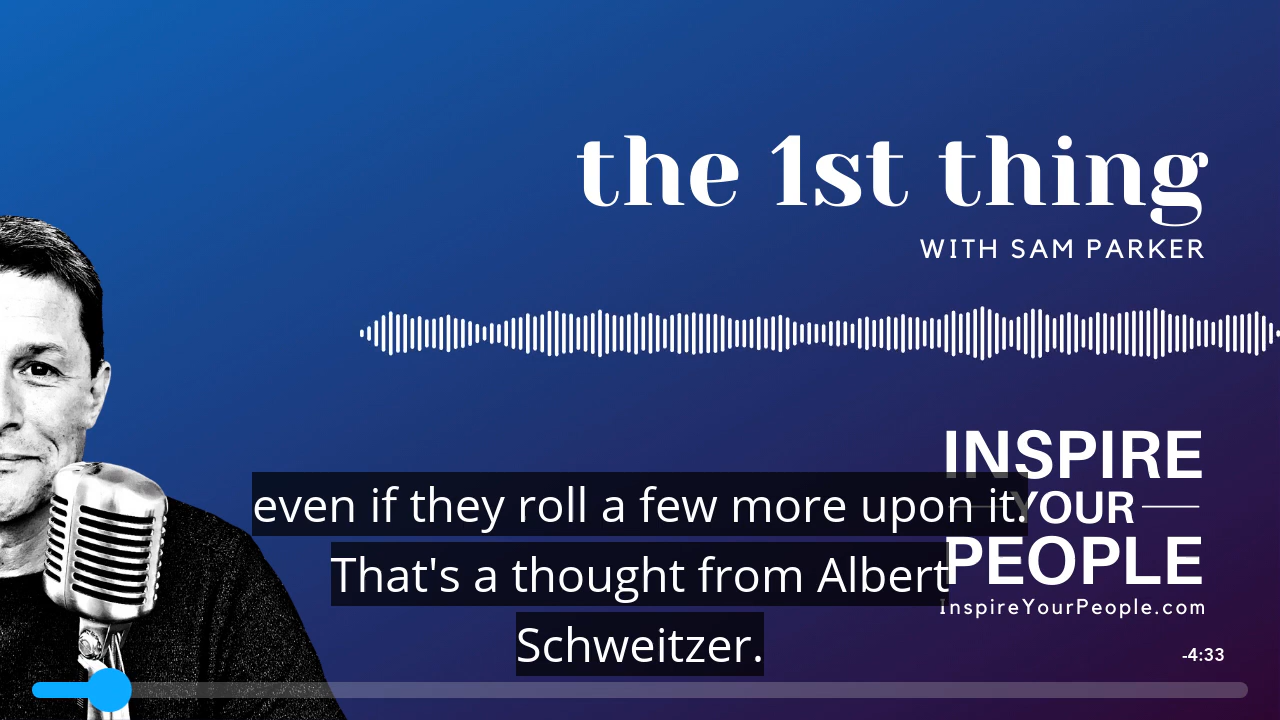 the 1st thing
WITH SAM PARKER
INSPIRE
YOUR
PEOPLE
InspireYourPeople.com
even if they roll a few more upon it.
That's a thought from Albert
Schweitzer.
-4:33